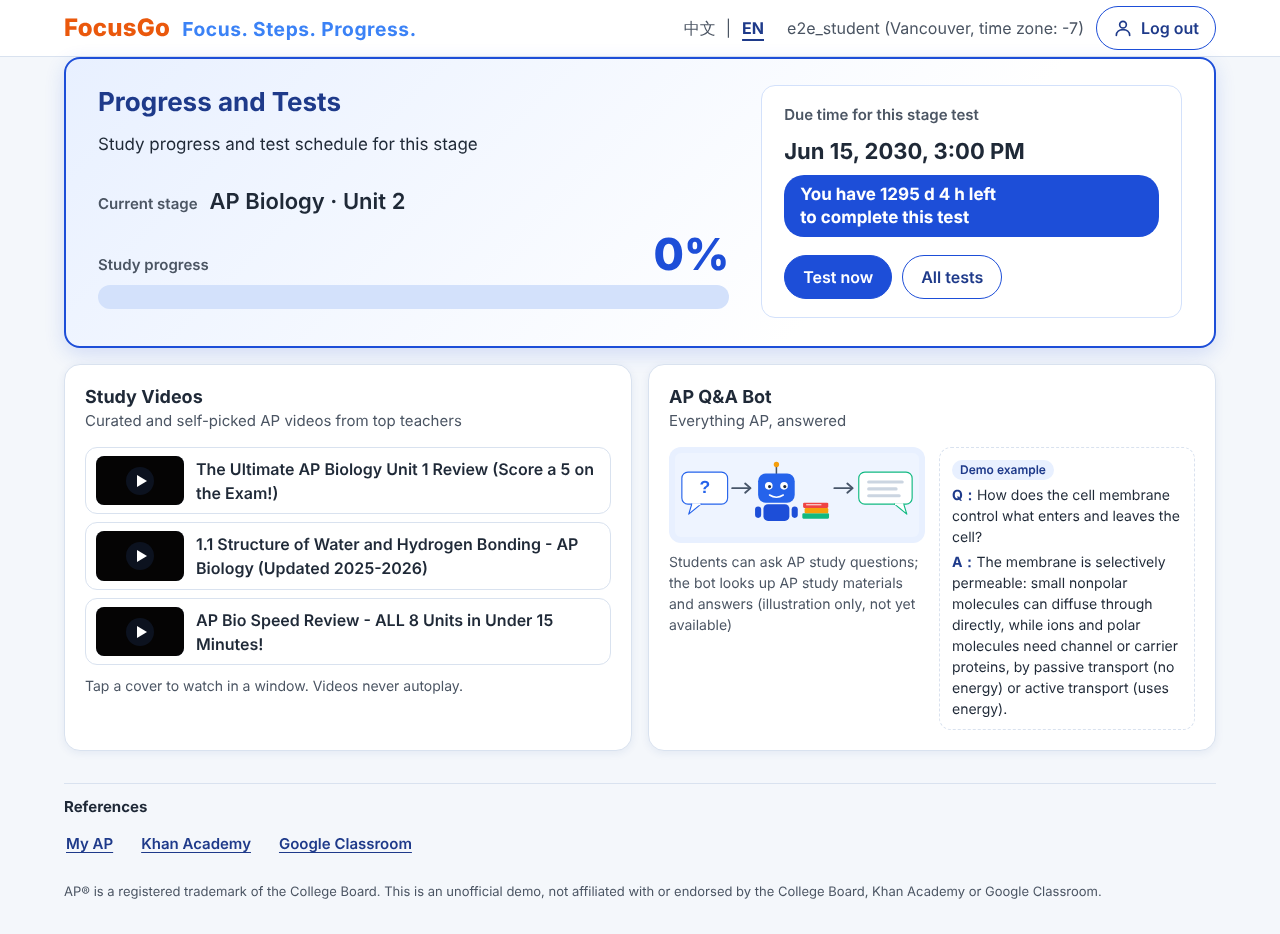 FocusGo Focus. Steps. Progress.
中文 | EN e2e_student (Vancouver, time zone: -7) Log out
Progress and Tests
Study progress and test schedule for this stage
Current stage AP Biology · Unit 2
Study progress 0%
Due time for this stage test
Jun 15, 2030, 3:00 PM
You have 1295 d 4 h left
to complete this test
Test now All tests
Study Videos
Curated and self-picked AP videos from top teachers
The Ultimate AP Biology Unit 1 Review (Score a 5 on
the Exam!)
1.1 Structure of Water and Hydrogen Bonding - AP
Biology (Updated 2025-2026)
AP Bio Speed Review - ALL 8 Units in Under 15
Minutes!
Tap a cover to watch in a window. Videos never autoplay.
AP Q&A Bot
Everything AP, answered
?
Students can ask AP study questions;
the bot looks up AP study materials
and answers (illustration only, not yet
available)
Demo example
Q : How does the cell membrane
control what enters and leaves the
cell?
A : The membrane is selectively
permeable: small nonpolar
molecules can diffuse through
directly, while ions and polar
molecules need channel or carrier
proteins, by passive transport (no
energy) or active transport (uses
energy).
References
My AP Khan Academy Google Classroom
AP® is a registered trademark of the College Board. This is an unofficial demo, not affiliated with or endorsed by the College Board, Khan Academy or Google Classroom.